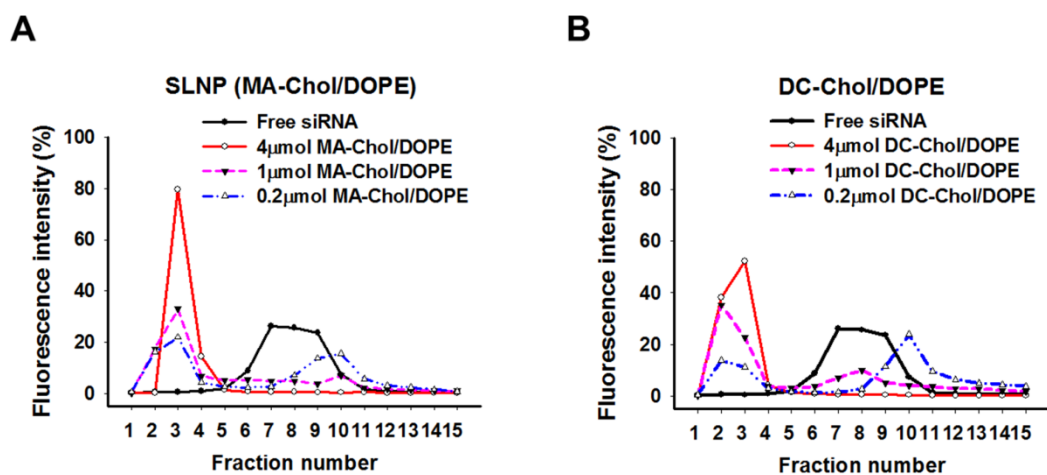 A
SLNP (MA-Chol/DOPE)
Free siRNA
4μmol MA-Chol/DOPE
1μmol MA-Chol/DOPE
0.2μmol MA-Chol/DOPE
Fluorescence intensity (%)
100
80
60
40
20
0
1 2 3 4 5 6 7 8 9 10 11 12 13 14 15
Fraction number
B
DC-Chol/DOPE
Free siRNA
4μmol DC-Chol/DOPE
1μmol DC-Chol/DOPE
0.2μmol DC-Chol/DOPE
Fluorescence intensity (%)
100
80
60
40
20
0
1 2 3 4 5 6 7 8 9 10 11 12 13 14 15
Fraction number